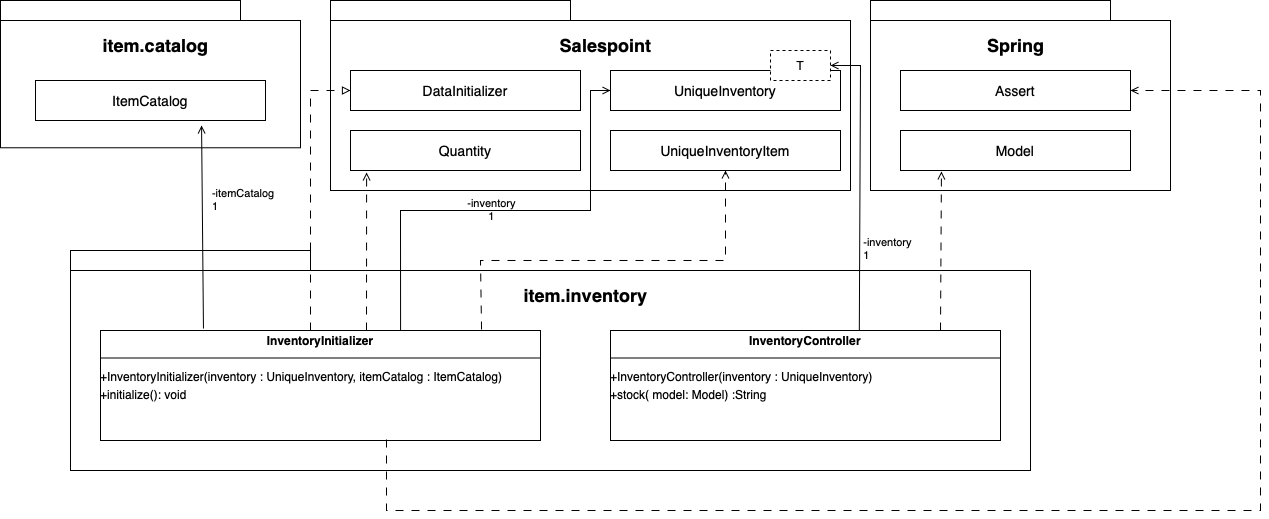 item.catalog
ItemCatalog
Salespoint
T
DataInitializer
UniqueInventory
Quantity
UniqueInventoryItem
Spring
Assert
Model
-itemCatalog
1
-inventory
1
-inventory
1
item.inventory
InventoryInitializer
+InventoryInitializer(inventory : UniqueInventory, itemCatalog : ItemCatalog)
+initialize(): void
InventoryController
+InventoryController(inventory : UniqueInventory)
+stock( model: Model) :String